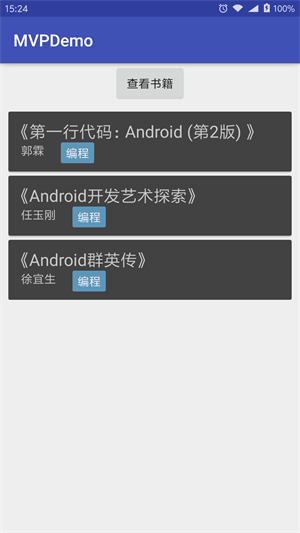 15:24 100%
MVPDemo
查看书籍
《第一行代码：Android (第2版) 》
郭霖 编程
《Android开发艺术探索》
任玉刚 编程
《Android群英传》
徐宜生 编程